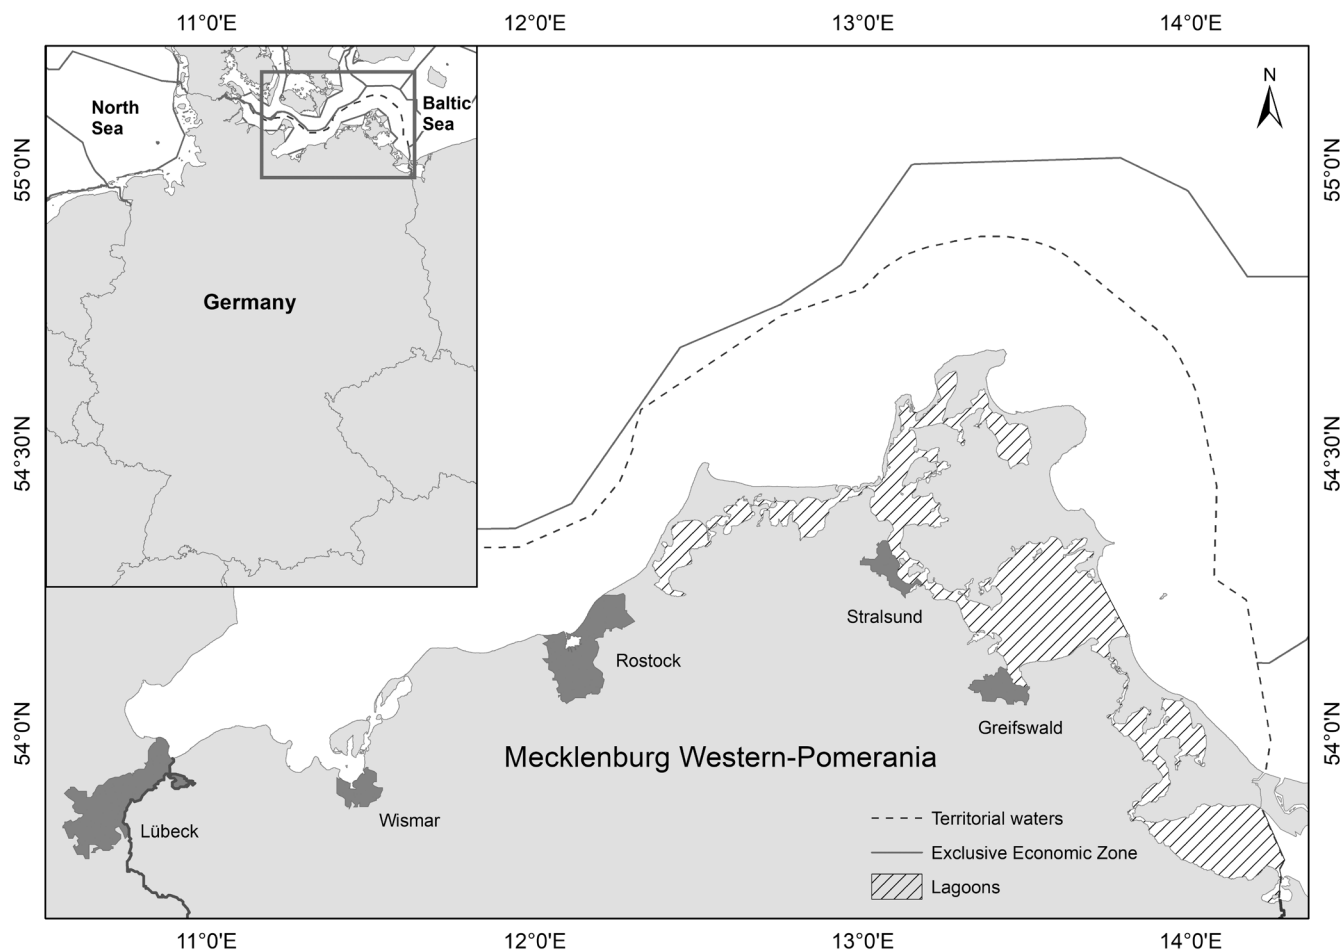 11°0'E
12°0'E
13°0'E
14°0'E
N
North
Sea
Baltic
Sea
55°0'N
55°0'N
Germany
54°30'N
54°30'N
Stralsund
Rostock
Greifswald
54°0'N
54°0'N
Mecklenburg Western-Pomerania
Wismar
Lübeck
Territorial waters
Exclusive Economic Zone
Lagoons
11°0'E
12°0'E
13°0'E
14°0'E